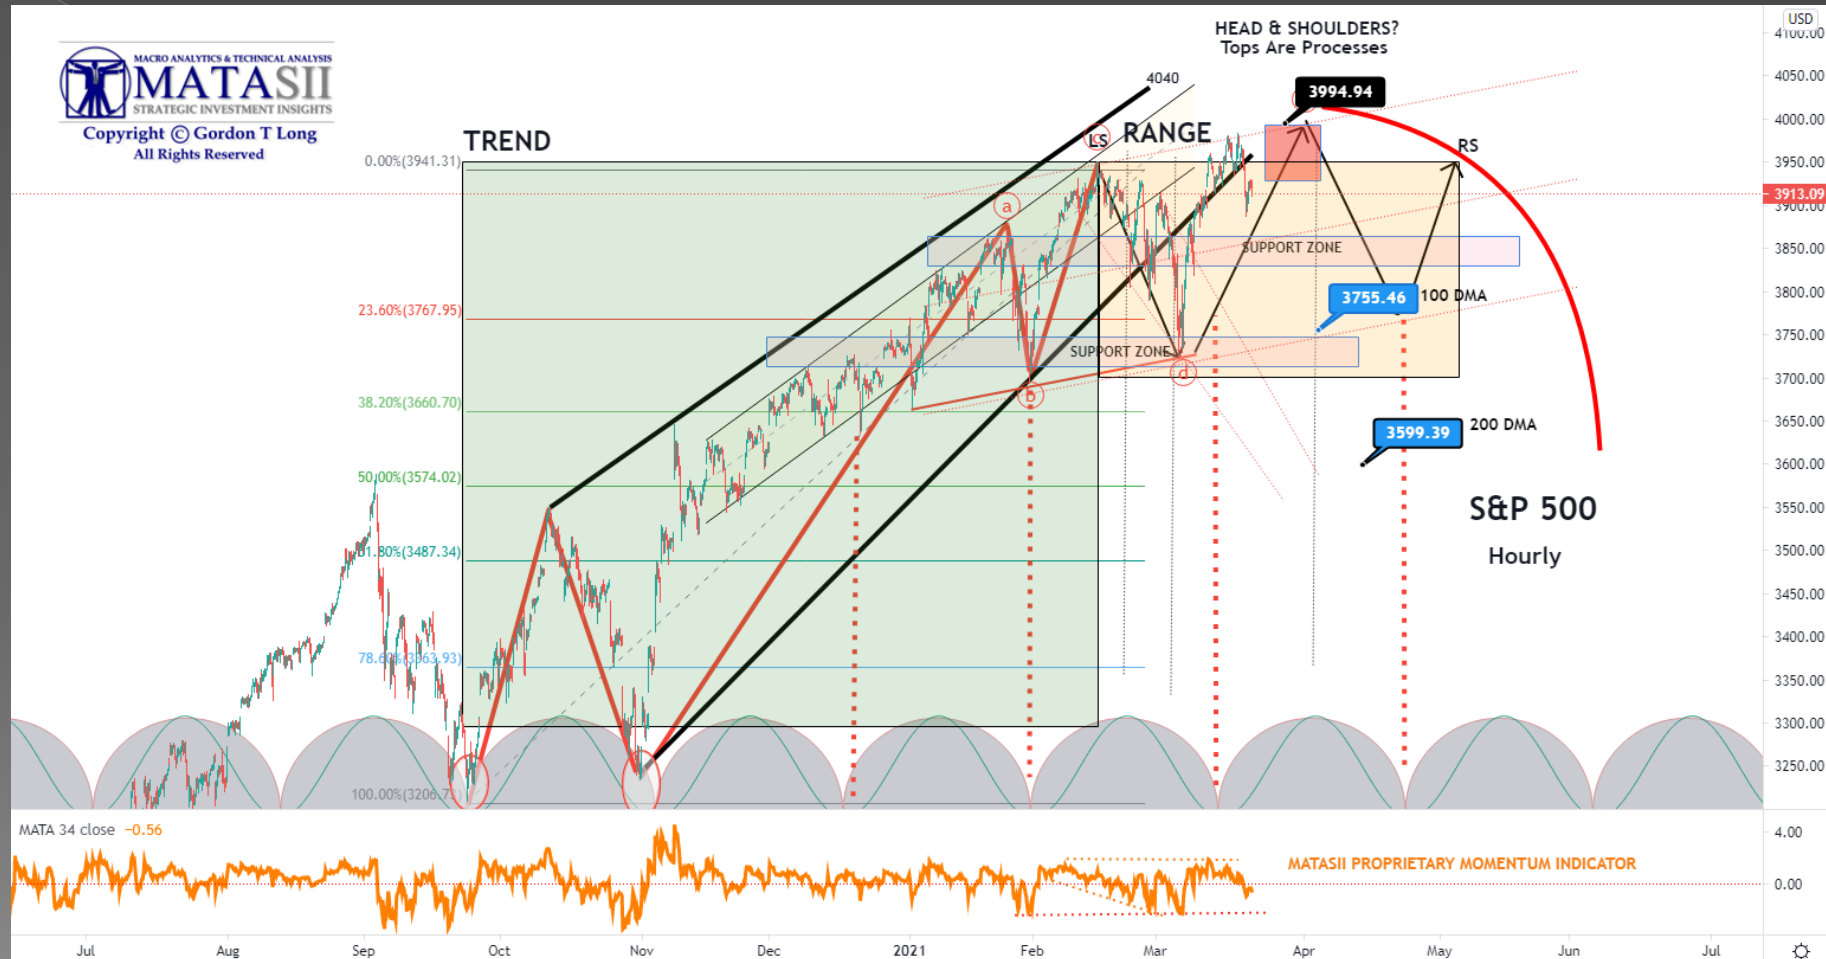 HEAD & SHOULDERS?
Tops Are Processes
MACRO ANALYTICS & TECHNICAL ANALYSIS
MATASII
STRATEGIC INVESTMENT INSIGHTS
Copyright © Gordon T Long
All Rights Reserved
TREND
RANGE
4040
3994.94
LS
c
RS
a
b
d
0.00%(3941.31)
23.60%(3767.95)
38.20%(3660.70)
50.00%(3574.02)
61.80%(3487.34)
78.60%(3363.93)
SUPPORT ZONE
SUPPORT ZONE
3755.46
100 DMA
3599.39
200 DMA
S&P 500
Hourly
USD
4100.00
4050.00
4000.00
3950.00
3913.09
3900.00
3850.00
3800.00
3750.00
3700.00
3650.00
3600.00
3550.00
3500.00
3450.00
3400.00
3350.00
3300.00
3250.00
MATA 34 close −0.56
MATASII PROPRIETARY MOMENTUM INDICATOR
4.00
0.00
Jul Aug Sep Oct Nov Dec 2021 Feb Mar Apr May Jun Jul